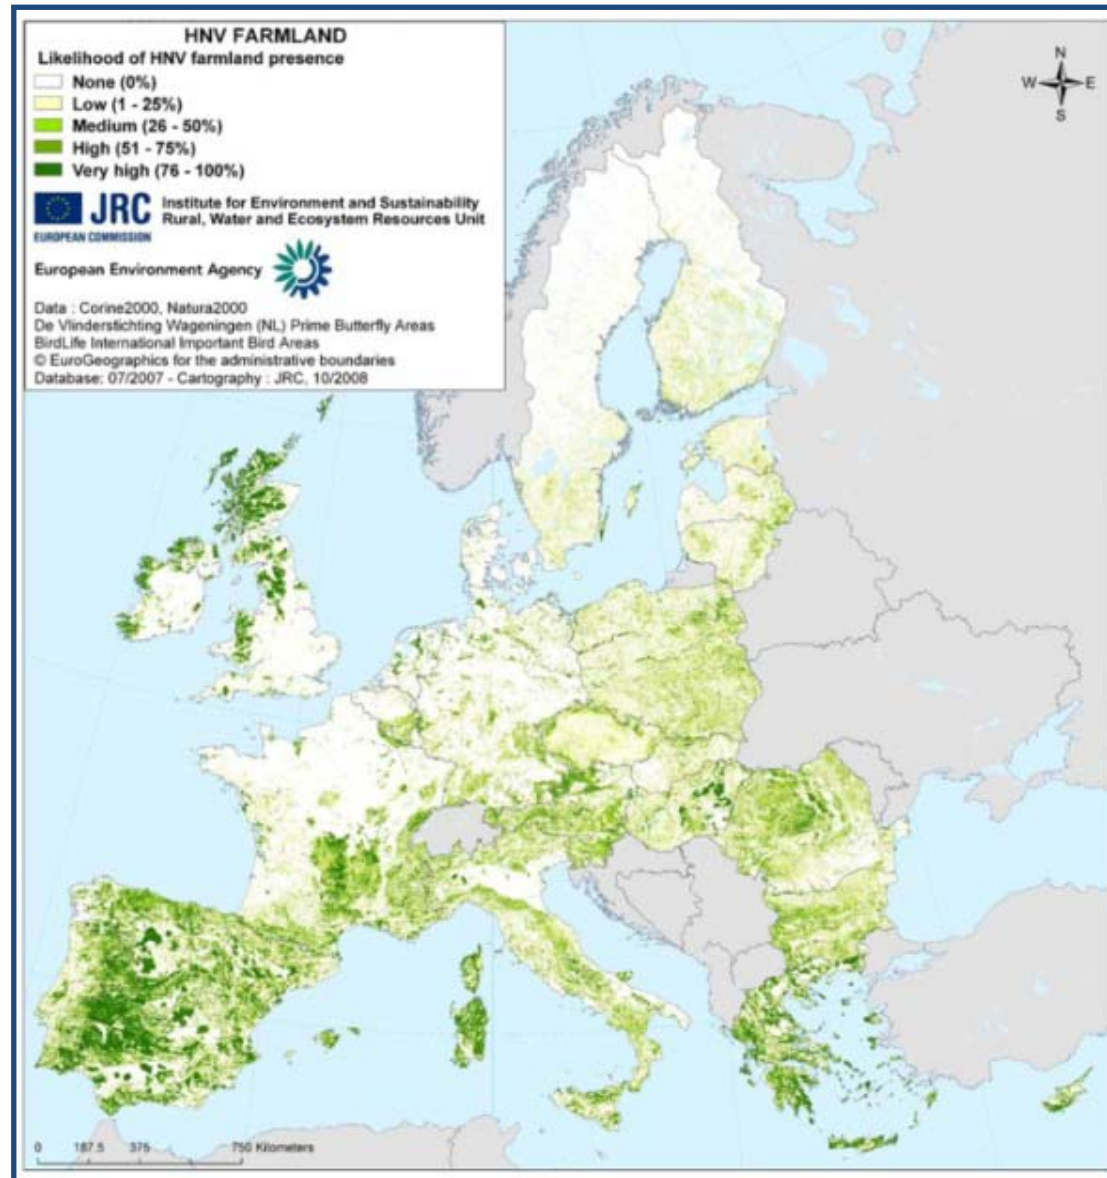 HNV FARMLAND
Likelihood of HNV farmland presence
None (0%)
Low (1 - 25%)
Medium (26 - 50%)
High (51 - 75%)
Very high (76 - 100%)
JRC
EUROPEAN COMMISSION
Institute for Environment and Sustainability
Rural, Water and Ecosystem Resources Unit
European Environment Agency
Data : Corine2000, Natura2000
De Vlinderstichting Wageningen (NL) Prime Butterfly Areas
BirdLife International Important Bird Areas
© EuroGeographics for the administrative boundaries
Database: 07/2007 - Cartography : JRC, 10/2008
N
W E
S
0 187.5 375 750 Kilometers